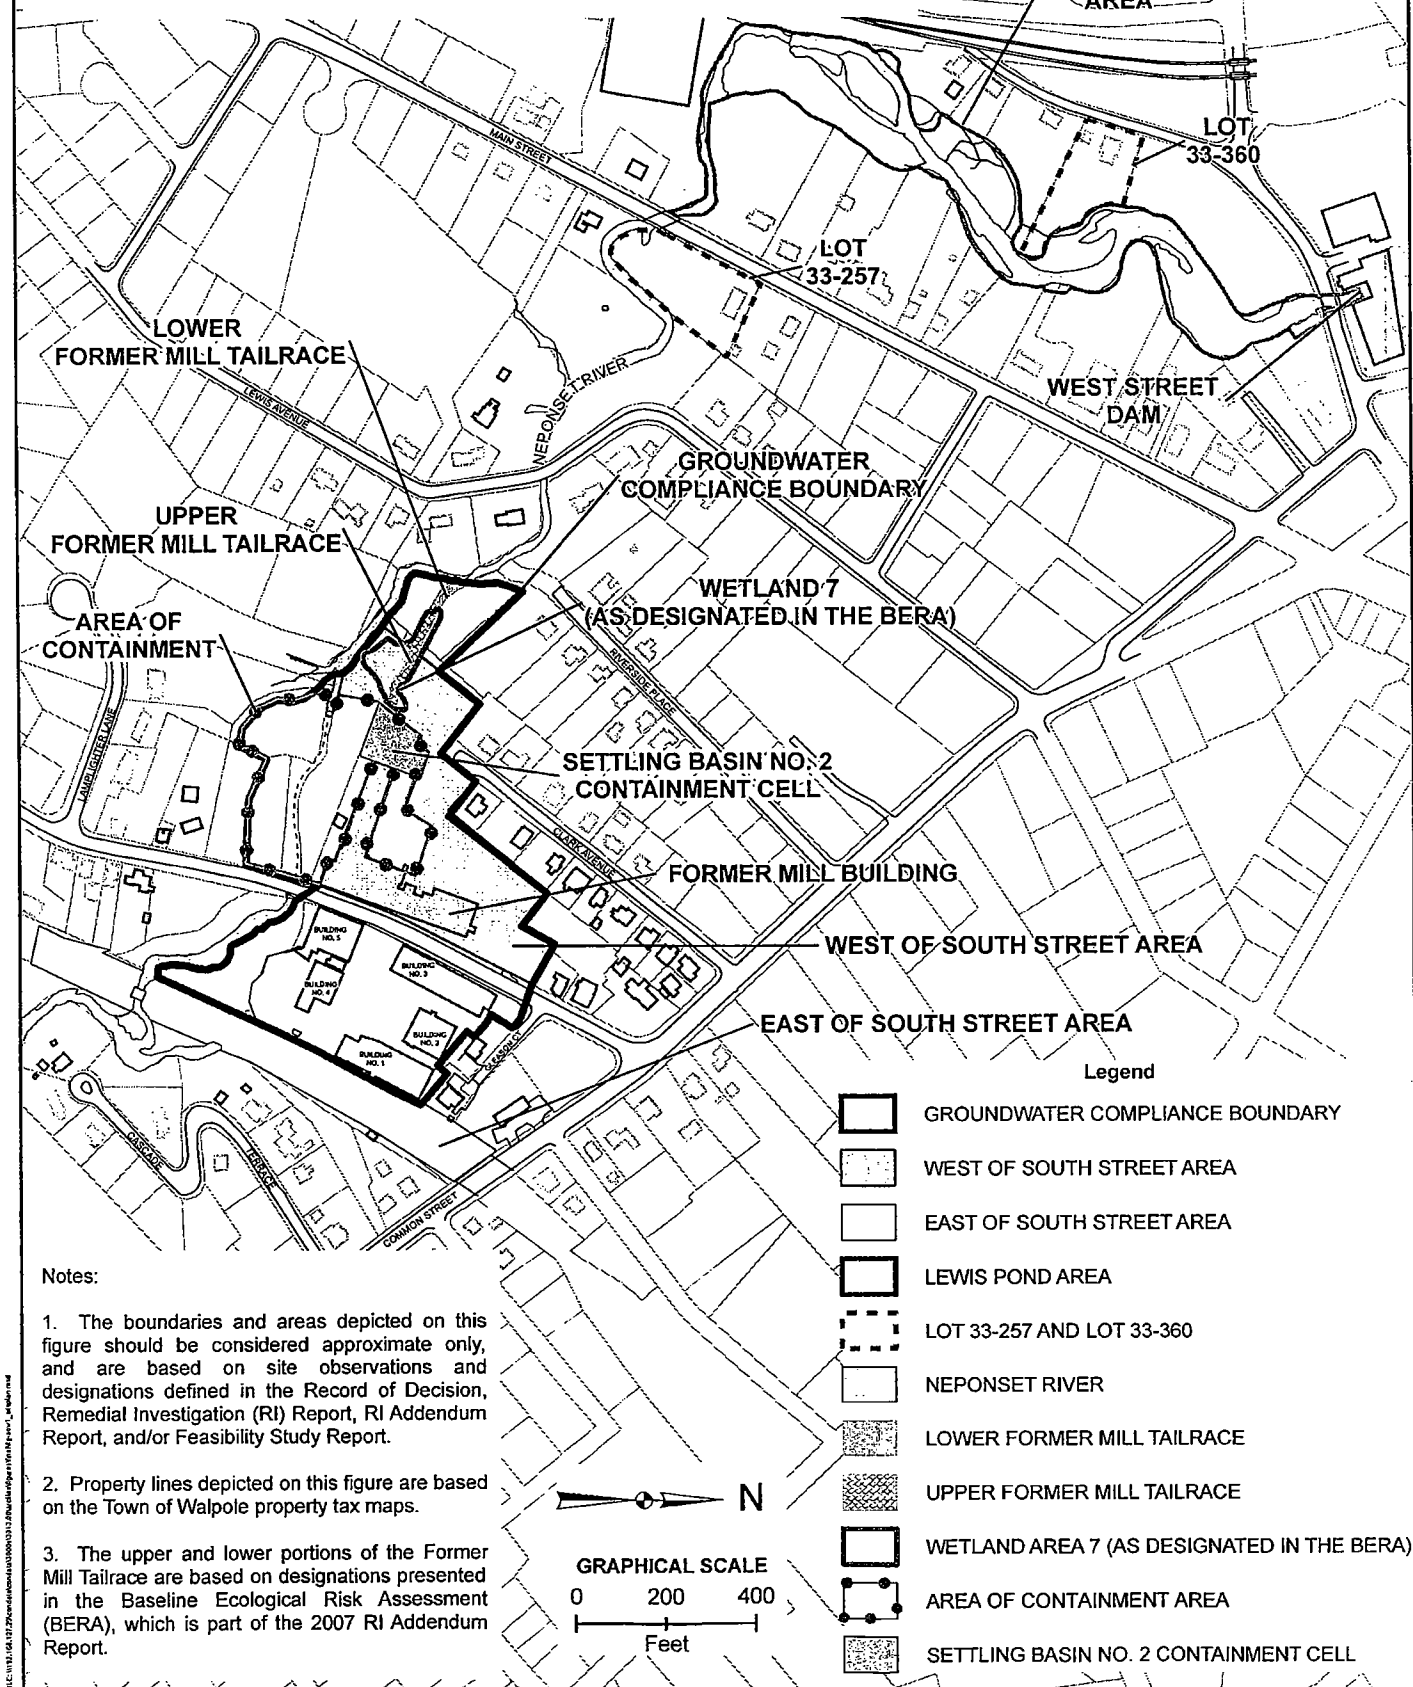 AREA
MAIN STREET
LOT
33-360
LOT
33-257
LOWER
FORMER MILL TAILRACE
NEPONSET RIVER
WEST STREET
DAM
LEWIS AVENUE
GROUNDWATER
COMPLIANCE BOUNDARY
UPPER
FORMER MILL TAILRACE
WETLAND 7
(AS DESIGNATED IN THE BERA)
AREA OF
CONTAINMENT
RIVERSIDE PLACE
LAMPLIGHTER LANE
SETTLING BASIN NO. 2
CONTAINMENT CELL
CLARK AVENUE
FORMER MILL BUILDING
BUILDING
NO. 5
WEST OF SOUTH STREET AREA
BUILDING
NO. 3
BUILDING
NO. 4
EAST OF SOUTH STREET AREA
BUILDING
NO. 2
BUILDING
NO. 1
GLEASON CT
CASCADE
TERRACE
COMMON STREET
Legend
GROUNDWATER COMPLIANCE BOUNDARY
WEST OF SOUTH STREET AREA
EAST OF SOUTH STREET AREA
LEWIS POND AREA
LOT 33-257 AND LOT 33-360
NEPONSET RIVER
LOWER FORMER MILL TAILRACE
UPPER FORMER MILL TAILRACE
WETLAND AREA 7 (AS DESIGNATED IN THE BERA)
AREA OF CONTAINMENT AREA
SETTLING BASIN NO. 2 CONTAINMENT CELL
Notes:
1. The boundaries and areas depicted on this
figure should be considered approximate only,
and are based on site observations and
designations defined in the Record of Decision,
Remedial Investigation (RI) Report, RI Addendum
Report, and/or Feasibility Study Report.
2. Property lines depicted on this figure are based
on the Town of Walpole property tax maps.
3. The upper and lower portions of the Former
Mill Tailrace are based on designations presented
in the Baseline Ecological Risk Assessment
(BERA), which is part of the 2007 RI Addendum
Report.
N
GRAPHICAL SCALE
0 200 400
Feet